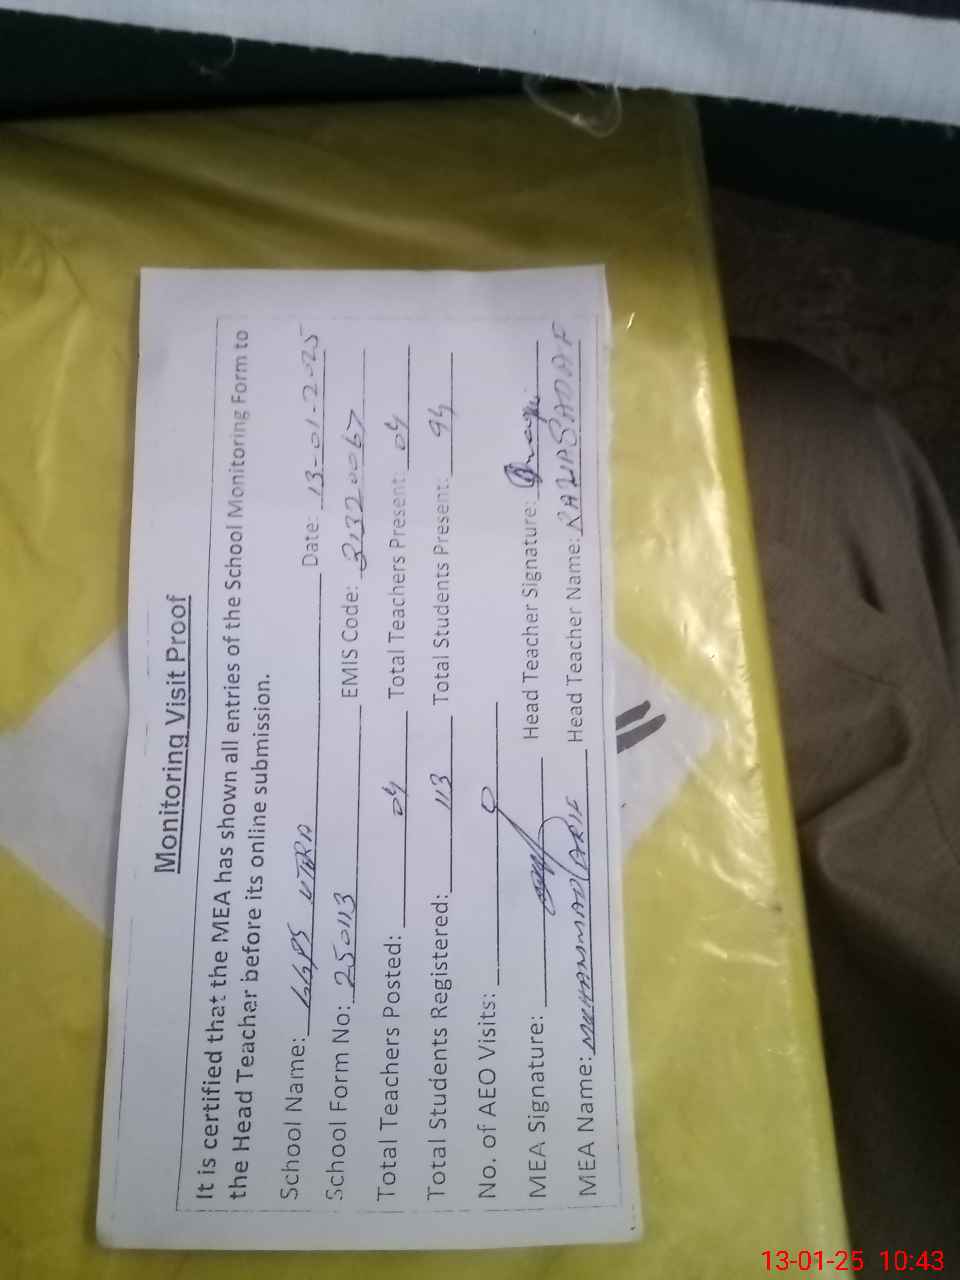 Monitoring Visit Proof
It is certified that the MEA has shown all entries of the School Monitoring Form to
the Head Teacher before its online submission.
School Name: GGPS UTRA Date: 13-01-2025
School Form No: 250113 EMIS Code: 31320067
Total Teachers Posted: 04 Total Teachers Present: 04
Total Students Registered: 113 Total Students Present: 94
No. of AEO Visits: 0
MEA Signature: Head Teacher Signature:
MEA Name: MUHAMMAD ARIF Head Teacher Name: SADAF
13-01-25 10:43